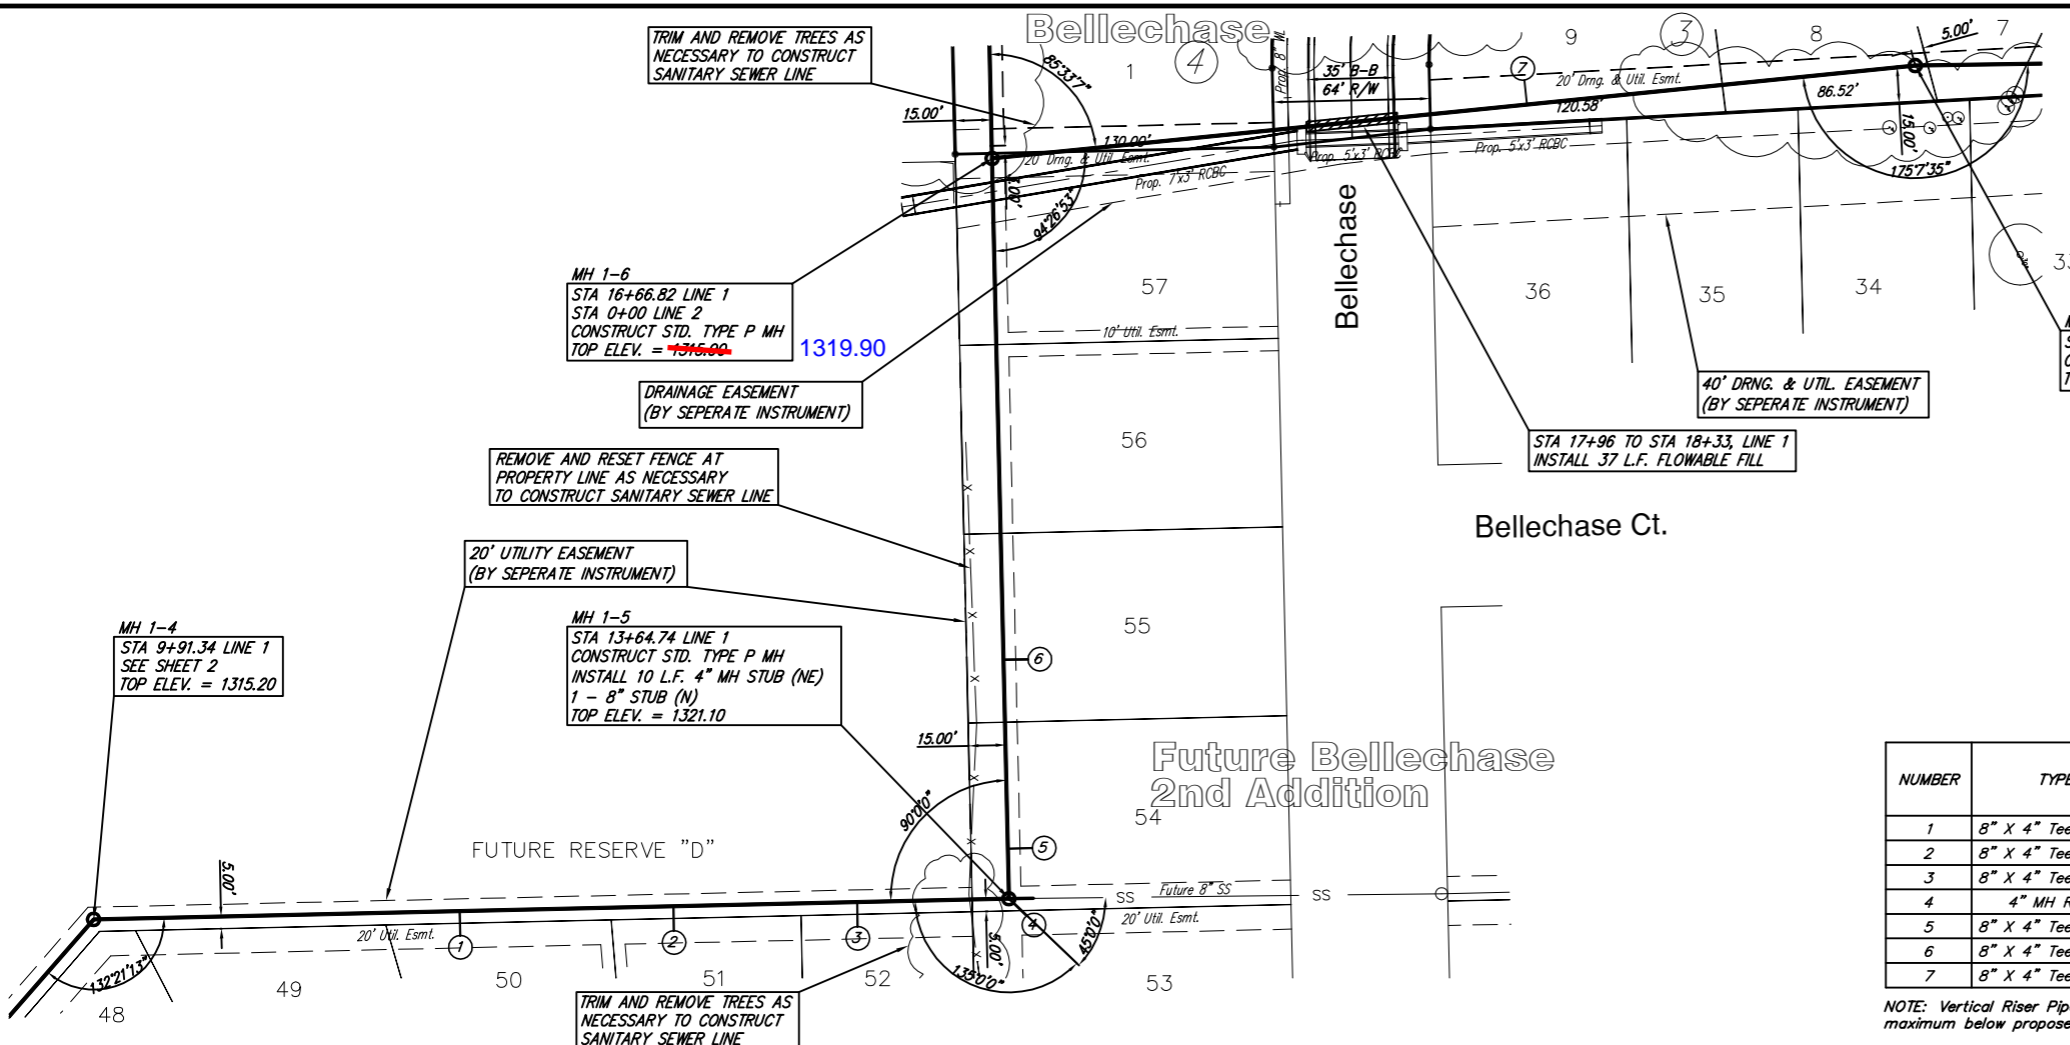 Bellechase
TRIM AND REMOVE TREES AS
NECESSARY TO CONSTRUCT
SANITARY SEWER LINE
1
4
Prop. 8" WL
35' B-B
64' R/W
9
3
8
5.00'
7
85°33'7"
15.00'
130.00'
20' Drng. & Util. Esmt.
7
20' Drng. & Util. Esmt.
120.58'
86.52'
15.00'
175°7'35"
Prop. 7'x3' RCBC
Prop. 5'x3' RCBC
Prop. 5'x3' RCBC
94°26'53"
MH 1-6
STA 16+66.82 LINE 1
STA 0+00 LINE 2
CONSTRUCT STD. TYPE P MH
TOP ELEV. = 1315.90
1319.90
DRAINAGE EASEMENT
(BY SEPERATE INSTRUMENT)
57
Bellechase
36
35
34
10' Util. Esmt.
40' DRNG. & UTIL. EASEMENT
(BY SEPERATE INSTRUMENT)
56
STA 17+96 TO STA 18+33, LINE 1
INSTALL 37 L.F. FLOWABLE FILL
REMOVE AND RESET FENCE AT
PROPERTY LINE AS NECESSARY
TO CONSTRUCT SANITARY SEWER LINE
Bellechase Ct.
20' UTILITY EASEMENT
(BY SEPERATE INSTRUMENT)
MH 1-5
STA 13+64.74 LINE 1
CONSTRUCT STD. TYPE P MH
INSTALL 10 L.F. 4" MH STUB (NE)
1 - 8" STUB (N)
TOP ELEV. = 1321.10
MH 1-4
STA 9+91.34 LINE 1
SEE SHEET 2
TOP ELEV. = 1315.20
55
6
15.00'
Future Bellechase
2nd Addition
54
90°0'0"
FUTURE RESERVE "D"
5
5.00'
SS
Future 8" SS
SS
20' Util. Esmt.
20' Util. Esmt.
1
2
3
4
5.00'
45°0'0"
135°0'0"
132°21'13"
48
49
50
51
52
53
TRIM AND REMOVE TREES AS
NECESSARY TO CONSTRUCT
SANITARY SEWER LINE
NUMBER TYPE
1 8" X 4" Tee
2 8" X 4" Tee
3 8" X 4" Tee
4 4" MH R
5 8" X 4" Tee
6 8" X 4" Tee
7 8" X 4" Tee
NOTE: Vertical Riser Pip
maximum below propose